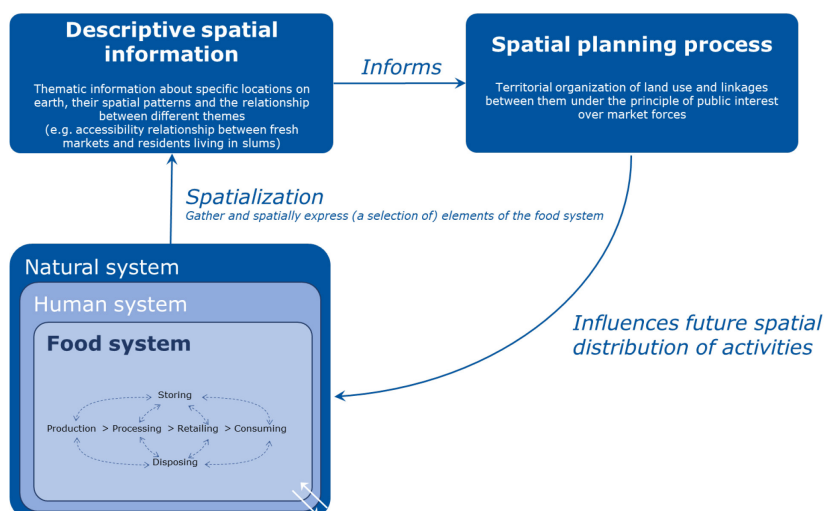 Descriptive spatial
information
Thematic information about specific locations on
earth, their spatial patterns and the relationship
between different themes
(e.g. accessibility relationship between fresh
markets and residents living in slums)
Informs
Spatial planning process
Territorial organization of land use and linkages
between them under the principle of public interest
over market forces
Spatialization
Gather and spatially express (a selection of) elements of the food system
Influences future spatial
distribution of activities
Natural system
Human system
Food system
Storing
Production > Processing > Retailing > Consuming
Disposing